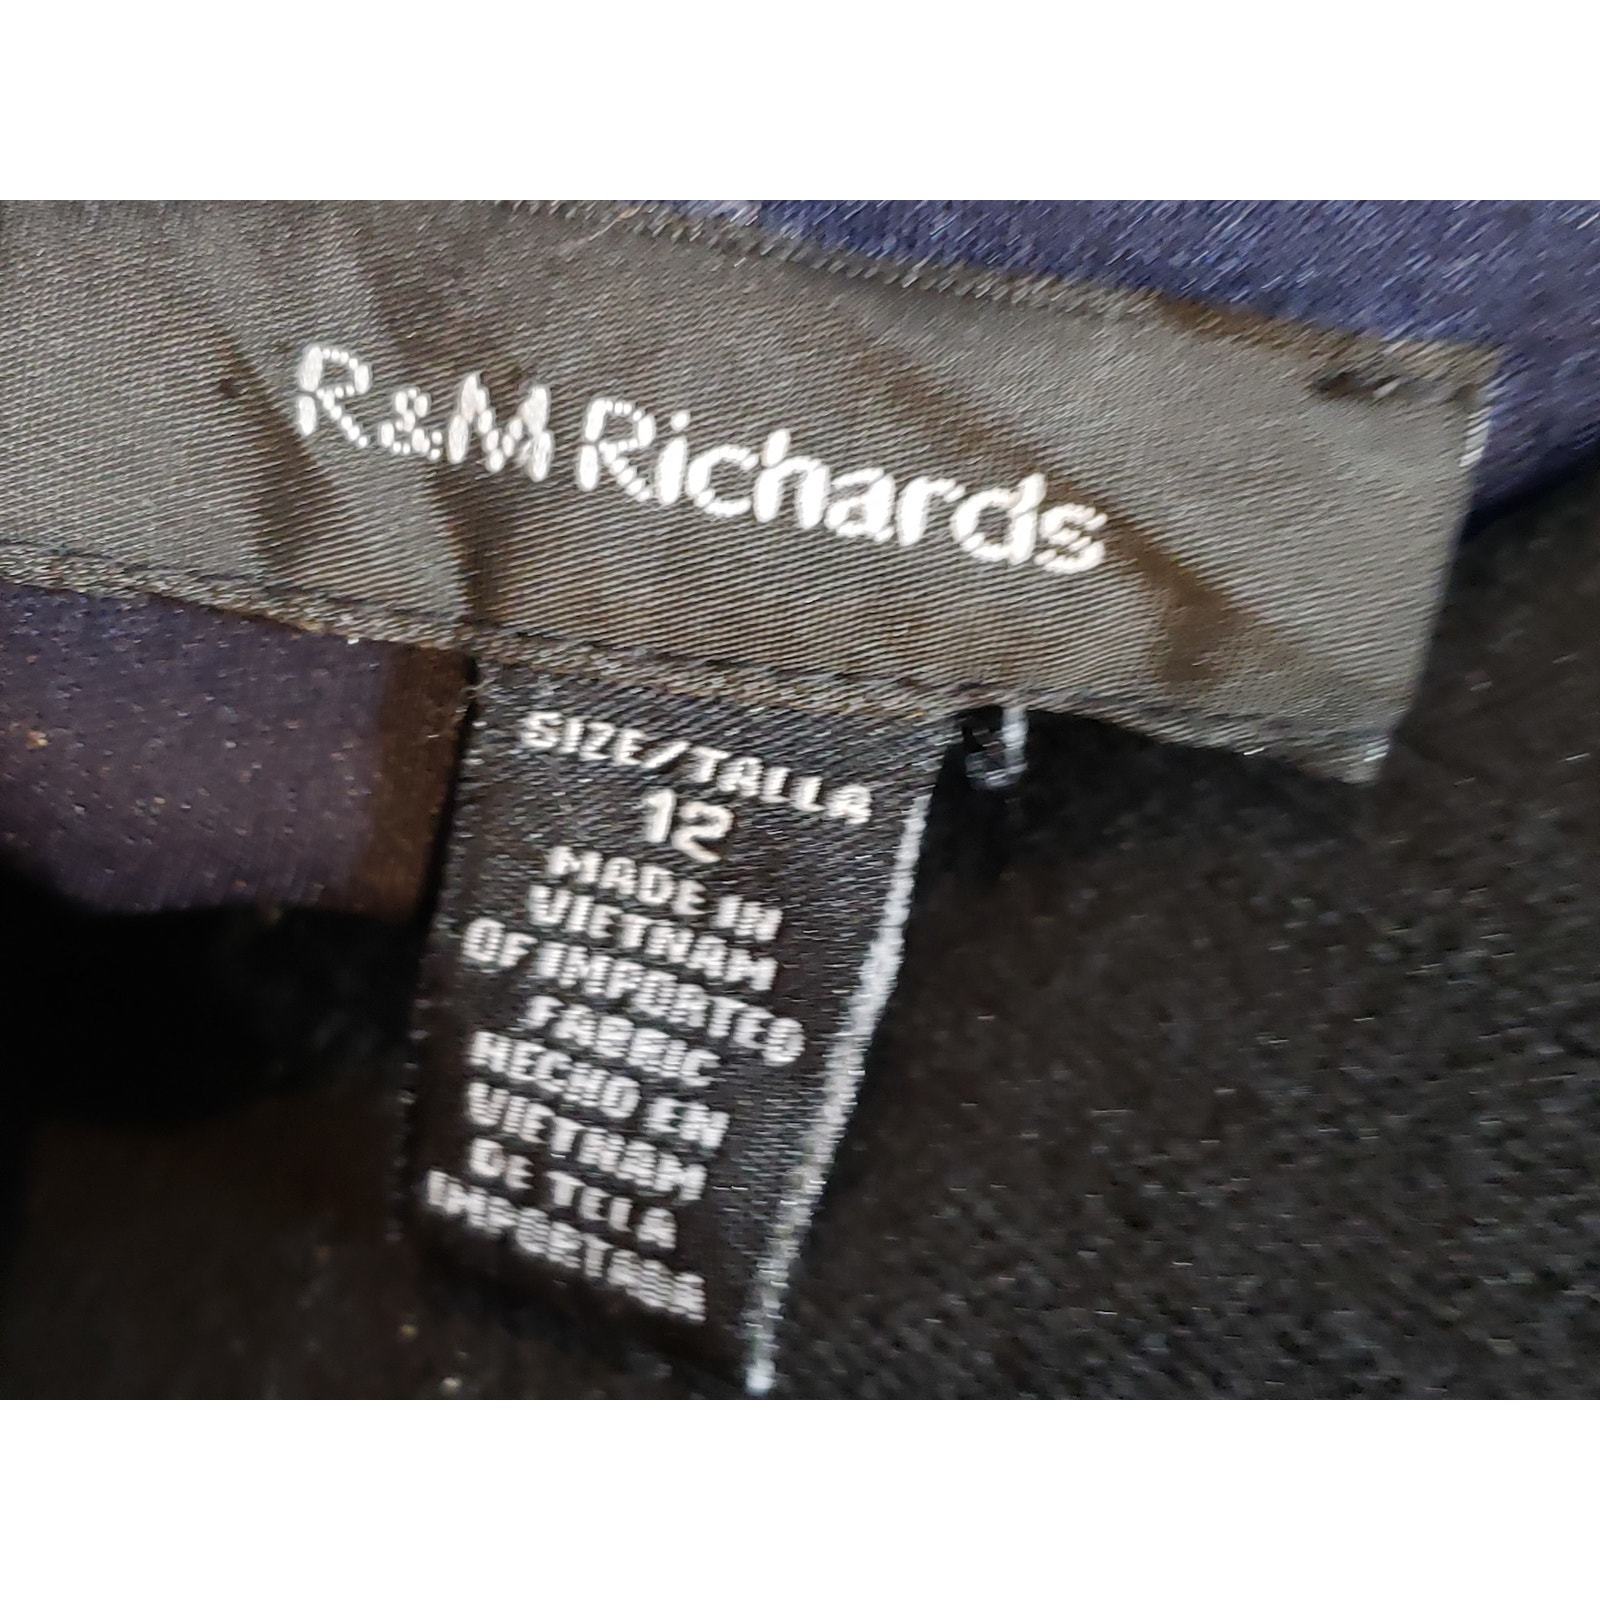 R&M Richards
SIZE/TALLA
12
MADE IN
VIETNAM
OF IMPORTED
FABRIC
HECHO EN
VIETNAM
DE TELA
IMPORTADA